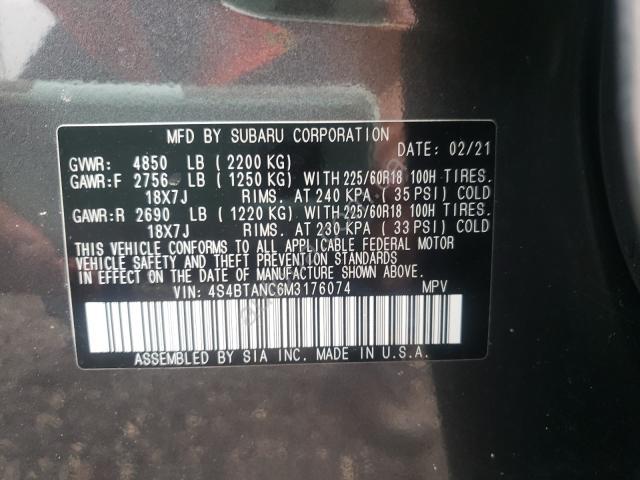 MFD BY SUBARU CORPORATION
DATE: 02/21
GVWR: 4850 LB ( 2200 KG)
GAWR:F 2756 LB ( 1250 KG) WITH 225/60R18 100H TIRES.
18X7J RIMS. AT 240 KPA ( 35 PSI) COLD
GAWR:R 2690 LB ( 1220 KG) WITH 225/60R18 100H TIRES.
18X7J RIMS. AT 230 KPA ( 33 PSI) COLD
THIS VEHICLE CONFORMS TO ALL APPLICABLE FEDERAL MOTOR
VEHICLE SAFETY AND THEFT PREVENTION STANDARDS
IN EFFECT ON THE DATE OF MANUFACTURE SHOWN ABOVE.
VIN: 4S4BTANC6M3176074 MPV
ASSEMBLED BY SIA INC. MADE IN U.S.A.